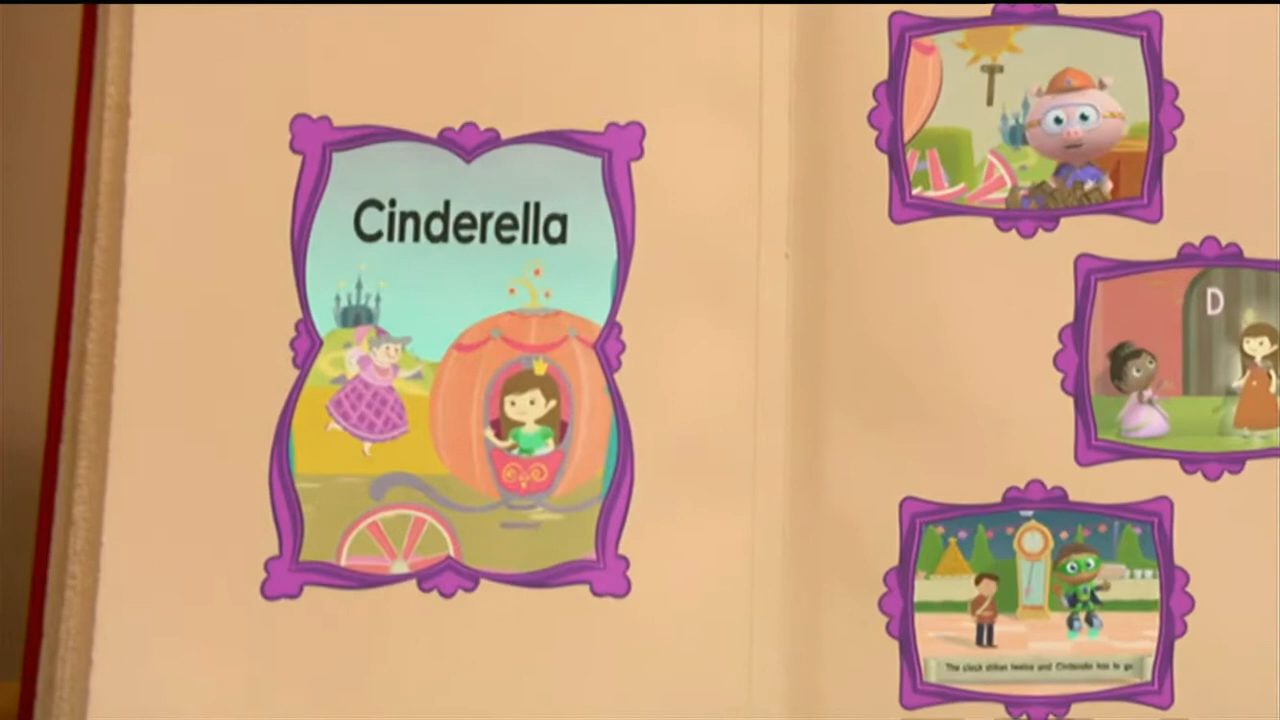 Cinderella
D
The clock strikes twelve and Cinderella has to go.